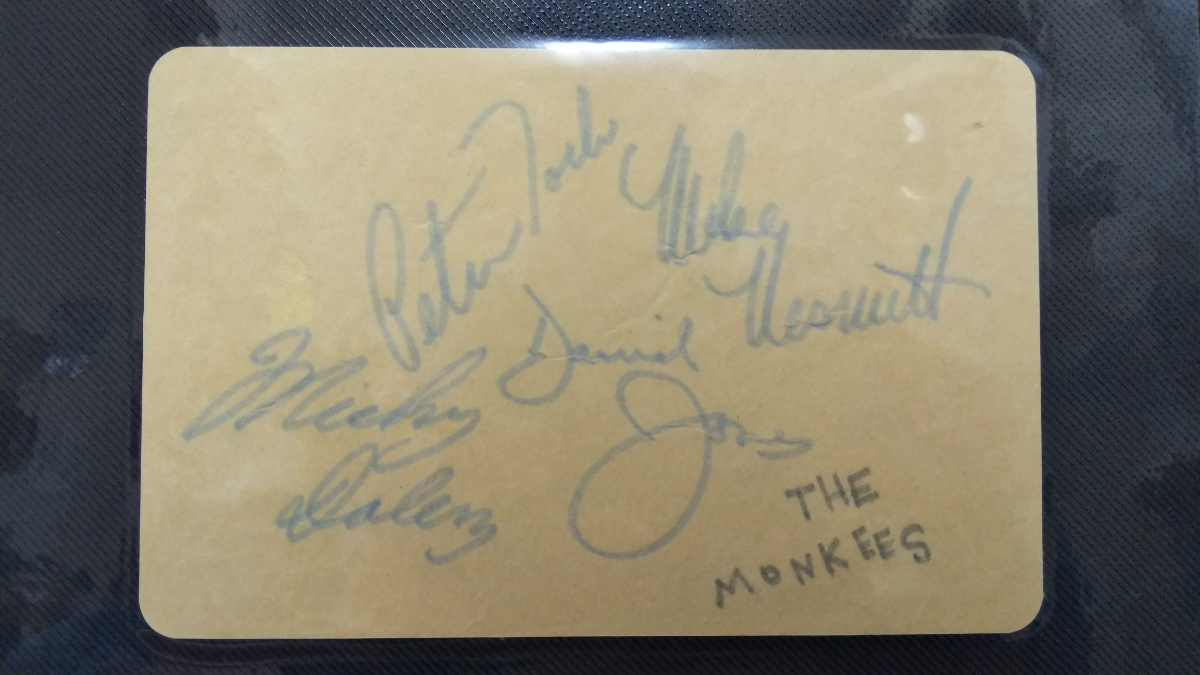 Peter Tork
Mike
Nesmith
David
Jones
Micky
Dolenz
THE
MONKEES